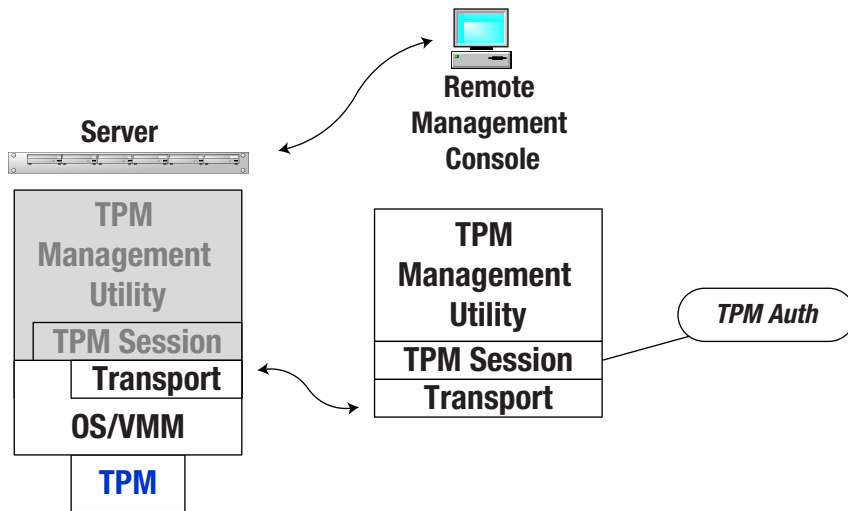 Remote
Management
Console
Server
TPM
Management
Utility
TPM Session
Transport
OS/VMM
TPM
TPM
Management
Utility
TPM Session
Transport
TPM Auth